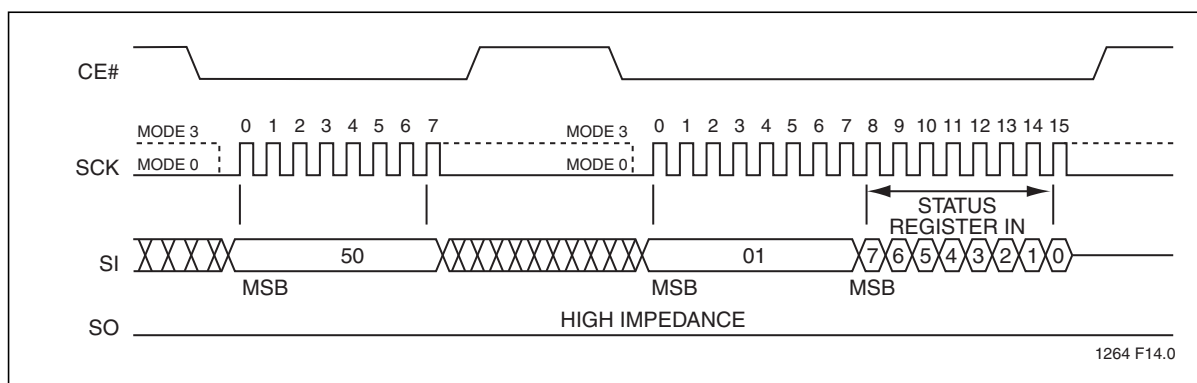 CE#
MODE 3 0 1 2 3 4 5 6 7 MODE 3 0 1 2 3 4 5 6 7 8 9 10 11 12 13 14 15
SCK MODE 0 MODE 0
STATUS
REGISTER IN
SI 50 01 7 6 5 4 3 2 1 0
MSB MSB MSB
HIGH IMPEDANCE
SO
1264 F14.0